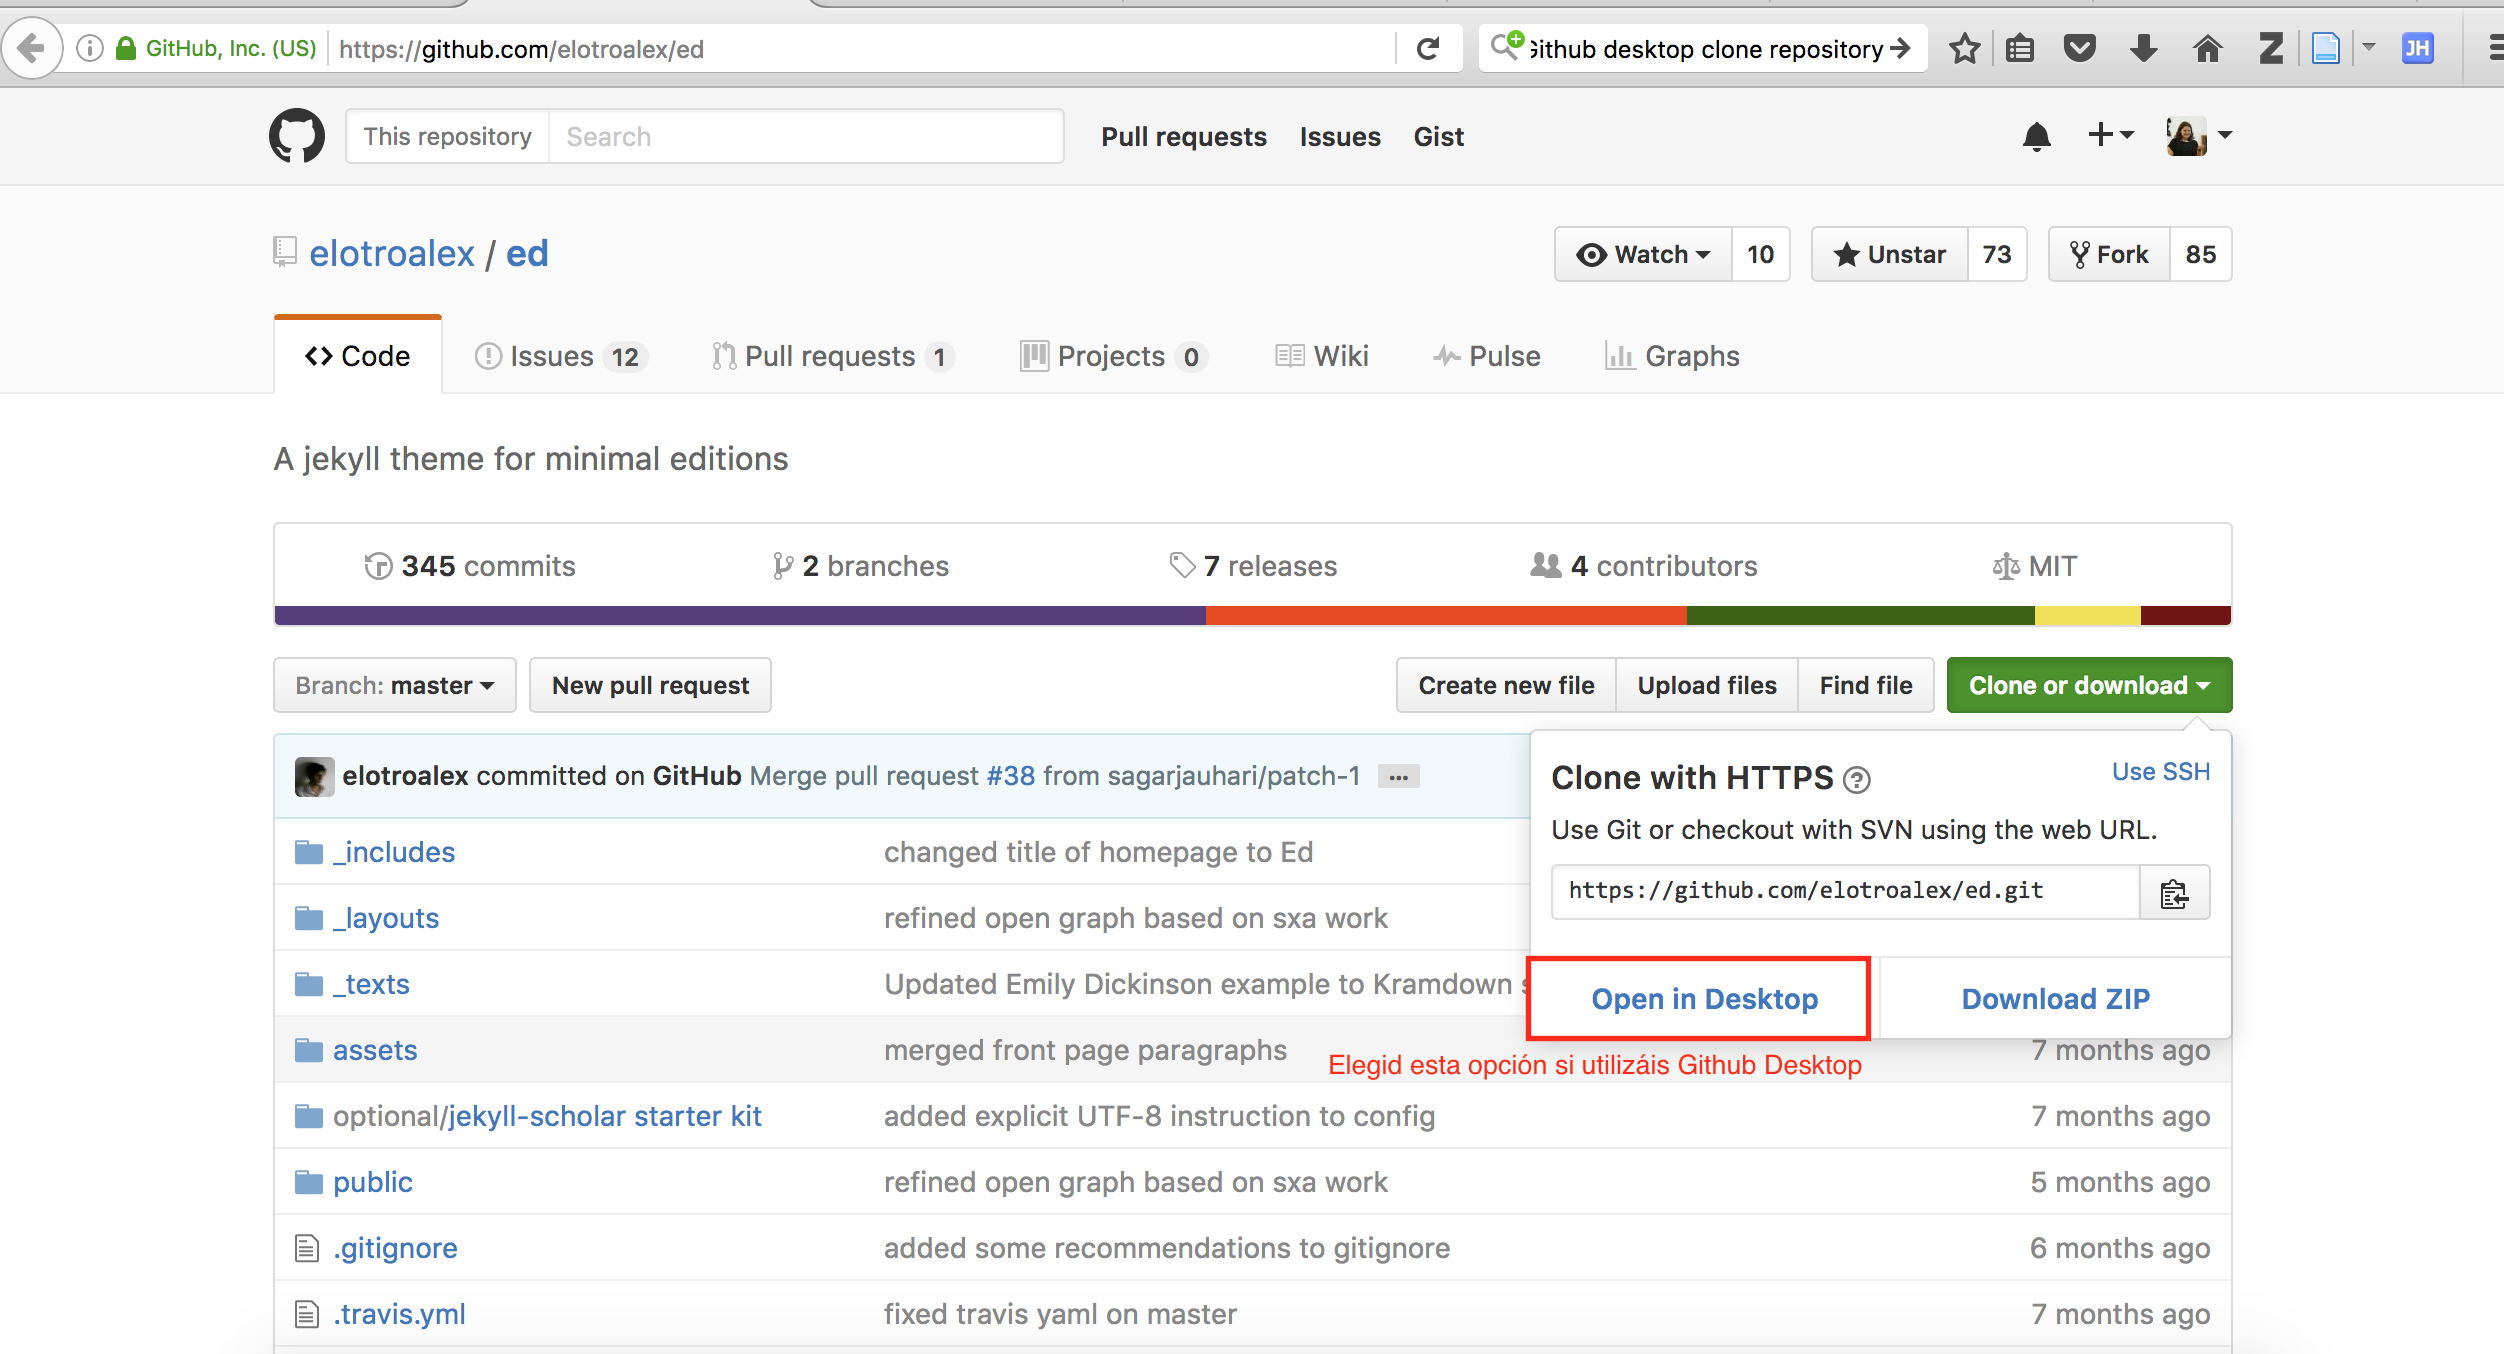 GitHub, Inc. (US) https://github.com/elotroalex/ed Github desktop clone repository Z JH
This repository Search Pull requests Issues Gist
elotroalex / ed Watch 10 Unstar 73 Fork 85
Code Issues 12 Pull requests 1 Projects 0 Wiki Pulse Graphs
A jekyll theme for minimal editions
345 commits 2 branches 7 releases 4 contributors MIT
Branch: master New pull request Create new file Upload files Find file Clone or download
elotroalex committed on GitHub Merge pull request #38 from sagarjauhari/patch-1 ...
Clone with HTTPS ? Use SSH
Use Git or checkout with SVN using the web URL.
https://github.com/elotroalex/ed.git
Open in Desktop Download ZIP
_includes changed title of homepage to Ed
_layouts refined open graph based on sxa work
_texts Updated Emily Dickinson example to Kramdown
assets merged front page paragraphs 7 months ago
Elegid esta opción si utilizáis Github Desktop
optional/jekyll-scholar starter kit added explicit UTF-8 instruction to config 7 months ago
public refined open graph based on sxa work 5 months ago
.gitignore added some recommendations to gitignore 6 months ago
.travis.yml fixed travis yaml on master 7 months ago